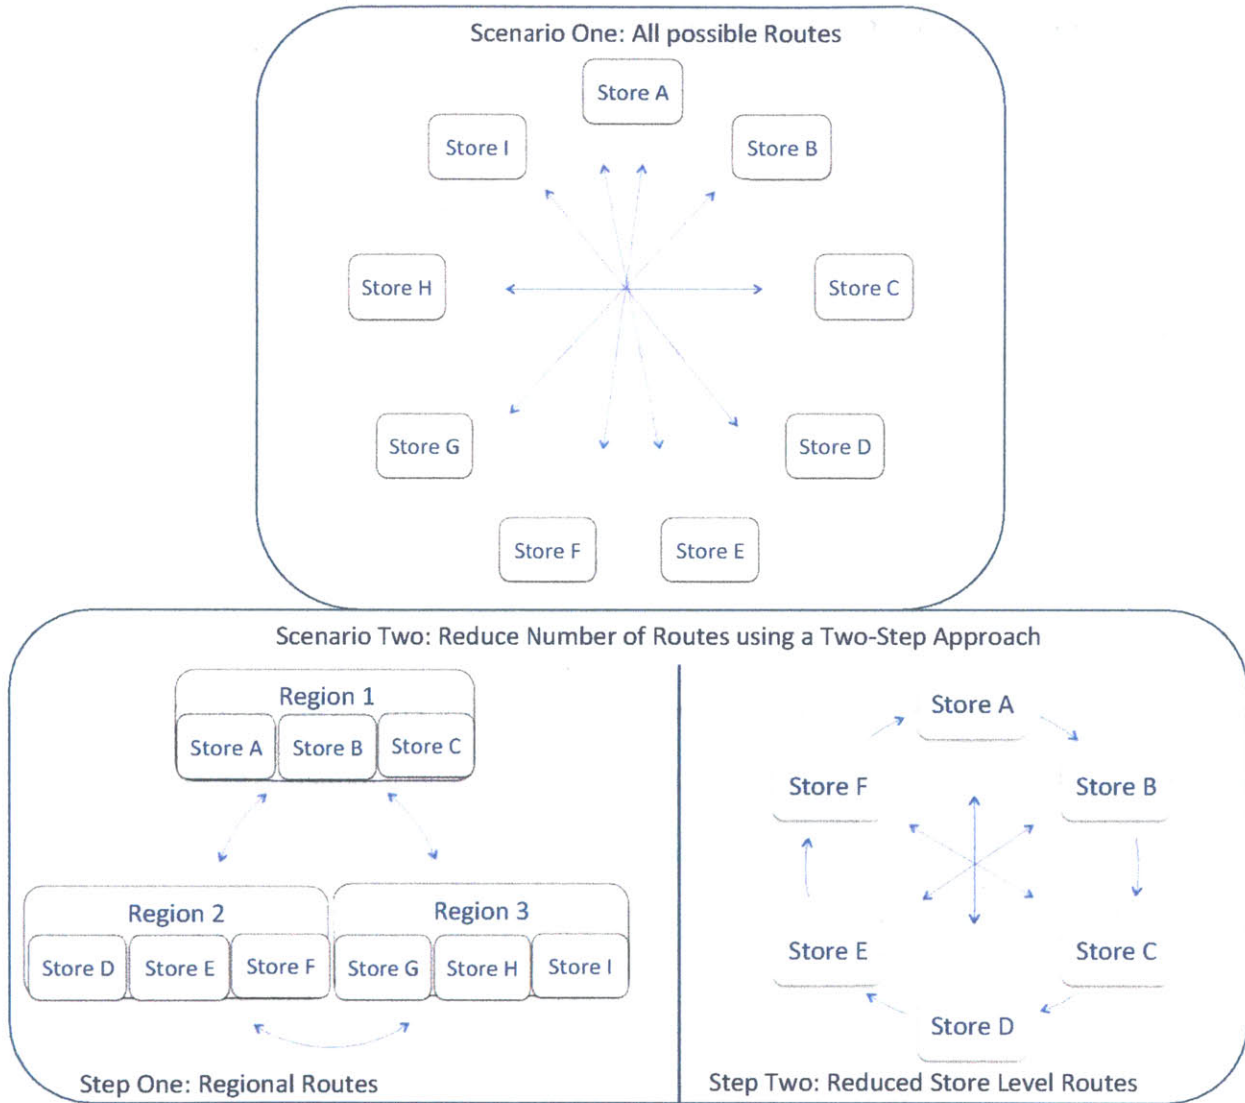 Scenario One: All possible Routes
Store A
Store I
Store B
Store H
Store C
Store G
Store D
Store F
Store E
Scenario Two: Reduce Number of Routes using a Two-Step Approach
Region 1
Store A Store B Store C
Region 2
Store D Store E Store F
Region 3
Store G Store H Store I
Step One: Regional Routes
Store A
Store F
Store B
Store E
Store C
Store D
Step Two: Reduced Store Level Routes